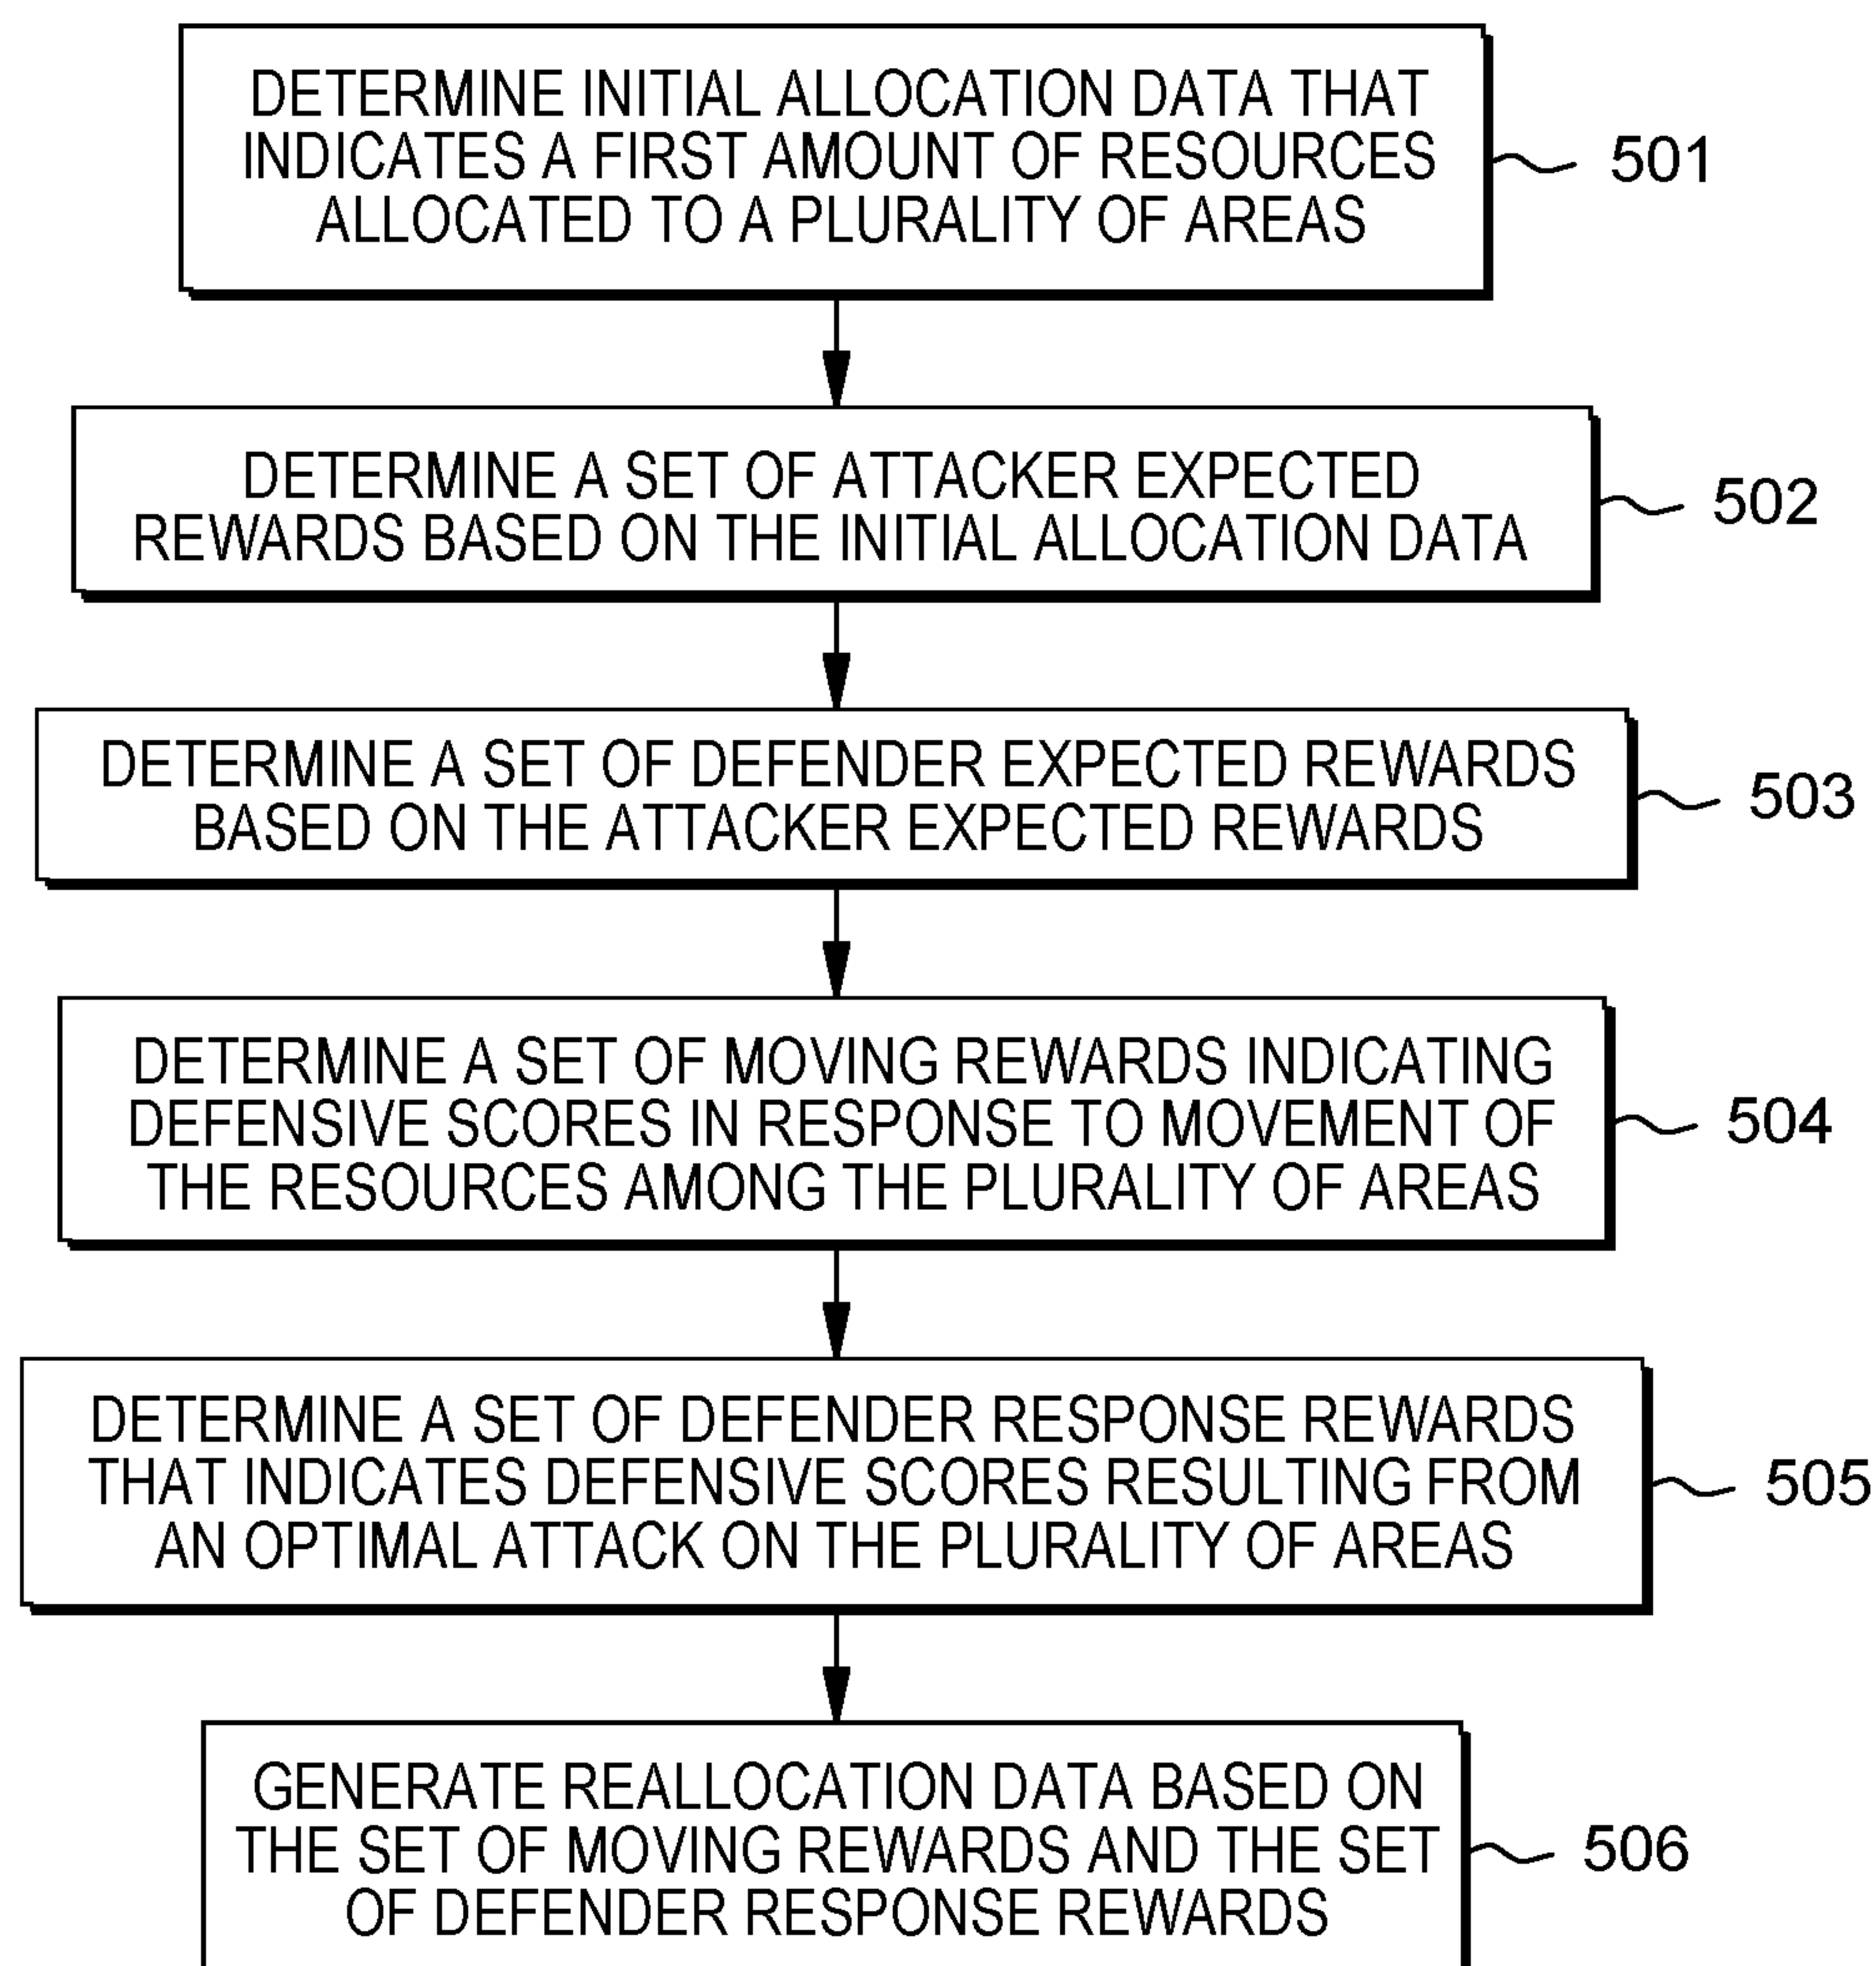 DETERMINE INITIAL ALLOCATION DATA THAT
INDICATES A FIRST AMOUNT OF RESOURCES
ALLOCATED TO A PLURALITY OF AREAS
501
DETERMINE A SET OF ATTACKER EXPECTED
REWARDS BASED ON THE INITIAL ALLOCATION DATA
502
DETERMINE A SET OF DEFENDER EXPECTED REWARDS
BASED ON THE ATTACKER EXPECTED REWARDS
503
DETERMINE A SET OF MOVING REWARDS INDICATING
DEFENSIVE SCORES IN RESPONSE TO MOVEMENT OF
THE RESOURCES AMONG THE PLURALITY OF AREAS
504
DETERMINE A SET OF DEFENDER RESPONSE REWARDS
THAT INDICATES DEFENSIVE SCORES RESULTING FROM
AN OPTIMAL ATTACK ON THE PLURALITY OF AREAS
505
GENERATE REALLOCATION DATA BASED ON
THE SET OF MOVING REWARDS AND THE SET
OF DEFENDER RESPONSE REWARDS
506